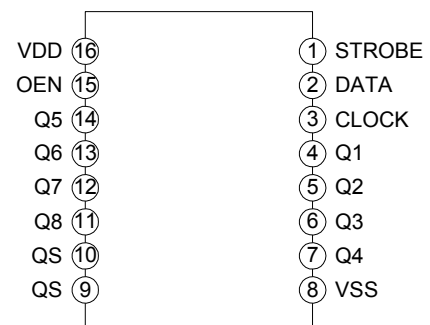 VDD 16 1 STROBE
OEN 15 2 DATA
Q5 14 3 CLOCK
Q6 13 4 Q1
Q7 12 5 Q2
Q8 11 6 Q3
QS 10 7 Q4
QS 9 8 VSS